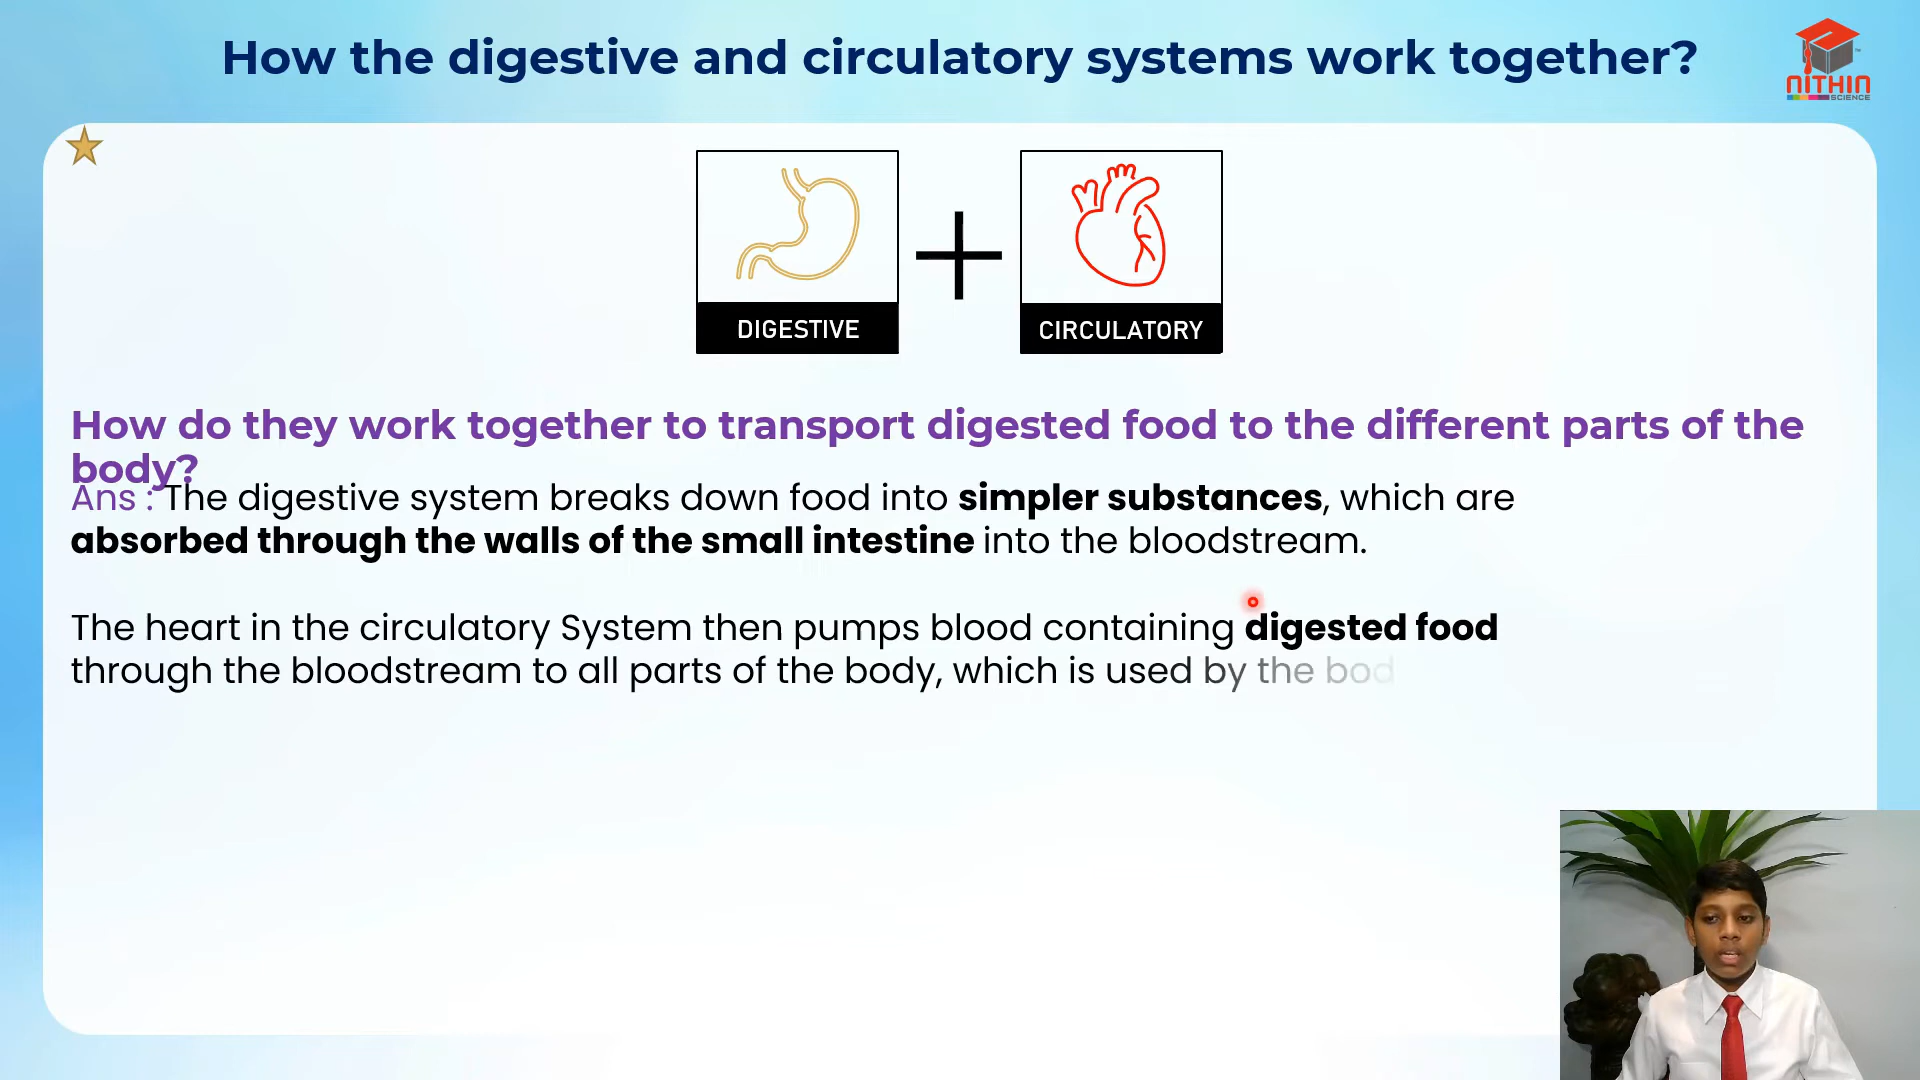 How the digestive and circulatory systems work together?
NITHIN
SCIENCE
DIGESTIVE
CIRCULATORY
How do they work together to transport digested food to the different parts of the
body?
Ans : The digestive system breaks down food into simpler substances, which are
absorbed through the walls of the small intestine into the bloodstream.
The heart in the circulatory System then pumps blood containing digested food
through the bloodstream to all parts of the body, which is used by the bod